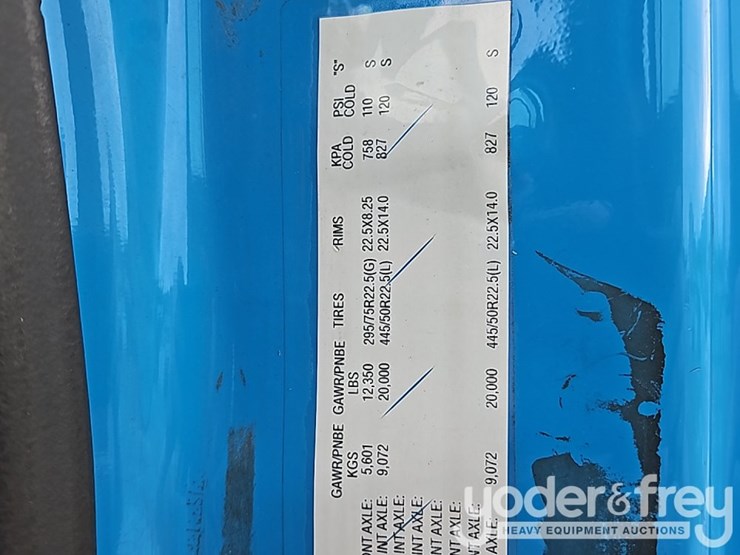 GAWR/PNBE GAWR/PNBE TIRES RIMS KPA PSI "S"
KGS LBS COLD COLD
NT AXLE: 5,601 12,350 295/75R22.5(G) 22.5X8.25 758 110 S
INT AXLE: 9,072 20,000 445/50R22.5(L) 22.5X14.0 827 120 S
INT AXLE:
INT AXLE:
INT AXLE:
NT AXLE:
NT AXLE: 9,072 20,000 445/50R22.5(L) 22.5X14.0 827 120 S
yoder&frey
HEAVY EQUIPMENT AUCTIONS